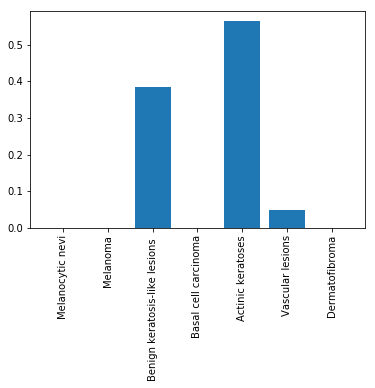 0.5
0.4
0.3
0.2
0.1
0.0
Melanocytic nevi
Melanoma
Benign keratosis-like lesions
Basal cell carcinoma
Actinic keratoses
Vascular lesions
Dermatofibroma